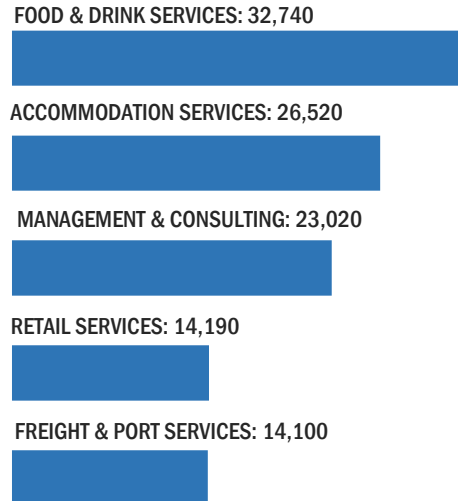 FOOD & DRINK SERVICES: 32,740
ACCOMMODATION SERVICES: 26,520
MANAGEMENT & CONSULTING: 23,020
RETAIL SERVICES: 14,190
FREIGHT & PORT SERVICES: 14,100